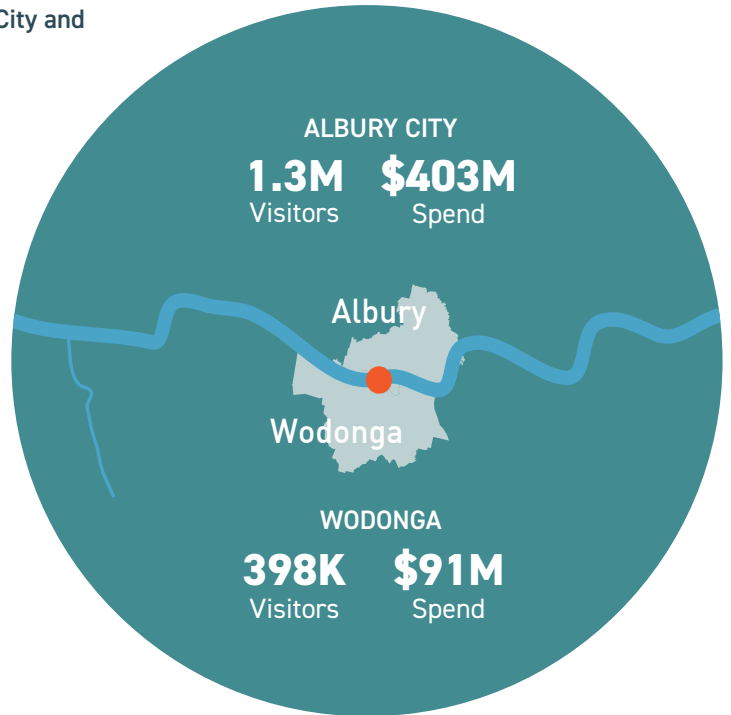 City and
ALBURY CITY
1.3M $403M
Visitors Spend
Albury
Wodonga
WODONGA
398K $91M
Visitors Spend